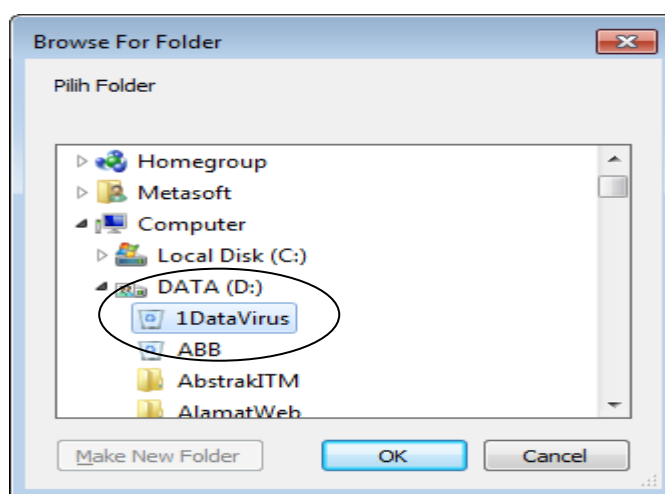 Browse For Folder
Pilih Folder
Homegroup
Metasoft
Computer
Local Disk (C:)
DATA (D:)
1DataVirus
ABB
AbstrakITM
AlamatWeb
Make New Folder OK Cancel